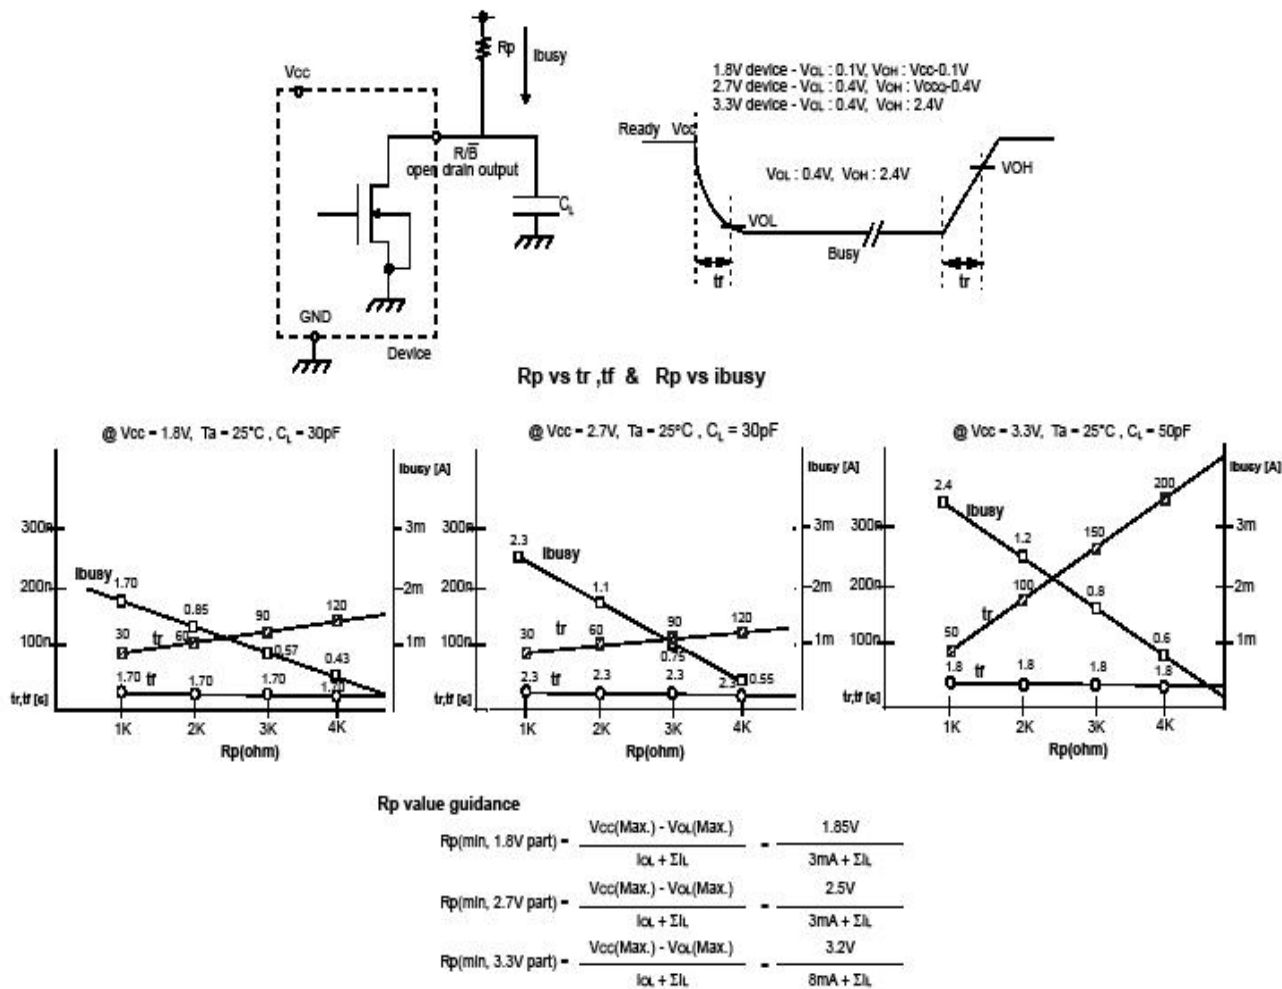 Rp
Ibusy
Vcc
R/B̅
open drain output
CL
GND
Device
1.8V device - VOL : 0.1V, VOH : VCC-0.1V
2.7V device - VOL : 0.4V, VOH : VCCQ-0.4V
3.3V device - VOL : 0.4V, VOH : 2.4V
Ready Vcc
VOL : 0.4V, VOH : 2.4V
VOH
VOL
Busy
tf
tr
Rp vs tr ,tf & Rp vs ibusy
@ Vcc = 1.8V, Ta = 25°C , CL = 30pF
Ibusy [A]
300n
3m
Ibusy
1.70
200n
2m
0.85
90
120
30
tr
60
100n
0.57
0.43
1m
1.70
tf
1.70
1.70
1.70
tr,tf [s]
1K
2K
3K
4K
Rp(ohm)
@ Vcc = 2.7V, Ta = 25°C , CL = 30pF
Ibusy [A]
300n
3m
2.3
Ibusy
200n
1.1
2m
30
tr
60
90
120
100n
0.75
1m
2.3
tf
2.3
2.3
2.3
0.55
tr,tf [s]
1K
2K
3K
4K
Rp(ohm)
@ Vcc = 3.3V, Ta = 25°C , CL = 50pF
Ibusy [A]
2.4
200
Ibusy
300n
3m
1.2
150
200n
100
0.8
2m
tr
50
0.6
100n
1m
1.8
tf
1.8
1.8
1.8
tr,tf [s]
1K
2K
3K
4K
Rp(ohm)
Rp value guidance
Rp(min, 1.8V part) = VCC(Max.) - VOL(Max.) / IOL + ΣIL = 1.85V / 3mA + ΣIL
Rp(min, 2.7V part) = VCC(Max.) - VOL(Max.) / IOL + ΣIL = 2.5V / 3mA + ΣIL
Rp(min, 3.3V part) = VCC(Max.) - VOL(Max.) / IOL + ΣIL = 3.2V / 8mA + ΣIL